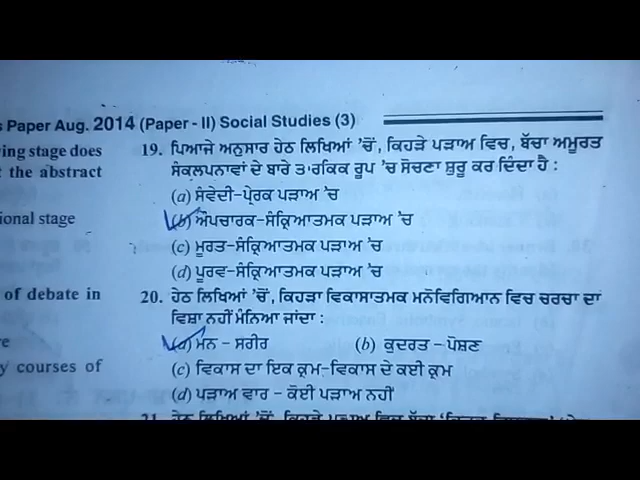 s Paper Aug. 2014 (Paper - II) Social Studies (3)
ing stage does
the abstract
ional stage
of debate in
y courses of
19. ਪਿਆਜੇ ਅਨੁਸਾਰ ਹੇਠ ਲਿਖਿਆਂ 'ਚੋਂ, ਕਿਹੜੇ ਪੜਾਅ ਵਿਚ, ਬੱਚਾ ਅਮੂਰਤ
ਸੰਕਲਪਨਾਵਾਂ ਦੇ ਬਾਰੇ ਤਾਰਕਿਕ ਰੂਪ 'ਚ ਸੋਚਣਾ ਸ਼ੁਰੂ ਕਰ ਦਿੰਦਾ ਹੈ :
(a) ਸੰਵੇਦੀ-ਪ੍ਰੇਰਕ ਪੜਾਅ 'ਚ
(b) ਔਪਚਾਰਕ-ਸੰਕ੍ਰਿਆਤਮਕ ਪੜਾਅ 'ਚ
(c) ਮੂਰਤ-ਸੰਕ੍ਰਿਆਤਮਕ ਪੜਾਅ 'ਚ
(d) ਪੂਰਵ-ਸੰਕ੍ਰਿਆਤਮਕ ਪੜਾਅ 'ਚ
20. ਹੇਠ ਲਿਖਿਆਂ 'ਚੋਂ, ਕਿਹੜਾ ਵਿਕਾਸਾਤਮਕ ਮਨੋਵਿਗਿਆਨ ਵਿਚ ਚਰਚਾ ਦਾ
ਵਿਸ਼ਾ ਨਹੀਂ ਮੰਨਿਆ ਜਾਂਦਾ :
(a) ਮਨ - ਸਰੀਰ (b) ਕੁਦਰਤ - ਪੋਸ਼ਣ
(c) ਵਿਕਾਸ ਦਾ ਇਕ ਕ੍ਰਮ-ਵਿਕਾਸ ਦੇ ਕਈ ਕ੍ਰਮ
(d) ਪੜਾਅ ਵਾਰ - ਕੋਈ ਪੜਾਅ ਨਹੀਂ